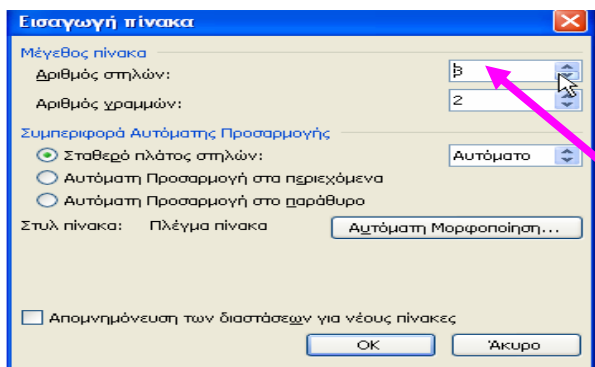 Εισαγωγή πίνακα
Μέγεθος πίνακα
Αριθμός στηλών: 3
Αριθμός γραμμών: 2
Συμπεριφορά Αυτόματης Προσαρμογής
Σταθερό πλάτος στηλών: Αυτόματο
Αυτόματη Προσαρμογή στα περιεχόμενα
Αυτόματη Προσαρμογή στο παράθυρο
Στυλ πίνακα: Πλέγμα πίνακα Αυτόματη Μορφοποίηση...
Απομνημόνευση των διαστάσεων για νέους πίνακες
OK Άκυρο